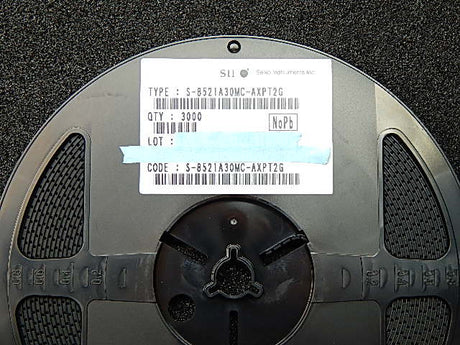 SII Seiko Instruments Inc.
TYPE : S-8521A30MC-AXPT2G
QTY : 3000
NoPb
LOT :
CODE : S-8521A30MC-AXPT2G